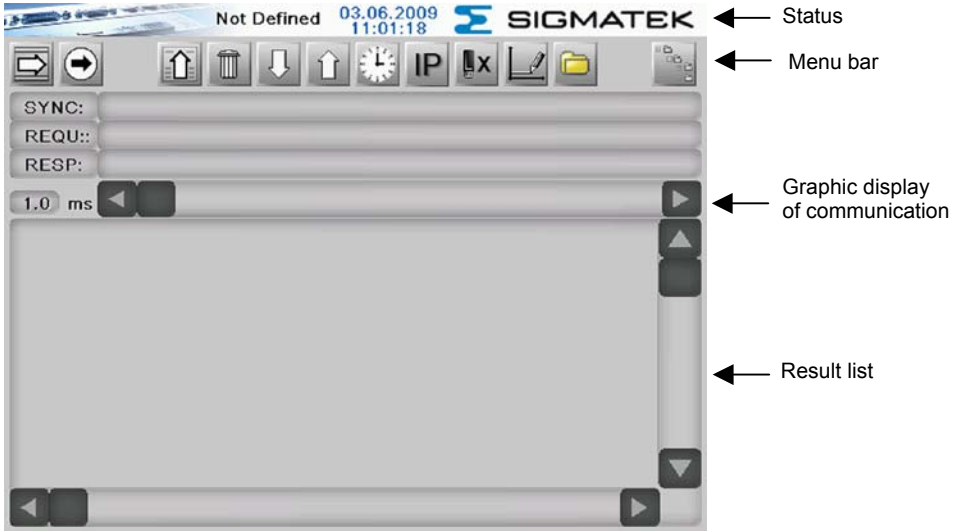 Not Defined 03.06.2009 SIGMATEK Status
11:01:18
IP x Menu bar
SYNC:
REQU::
RESP:
1.0 ms Graphic display
of communication
Result list